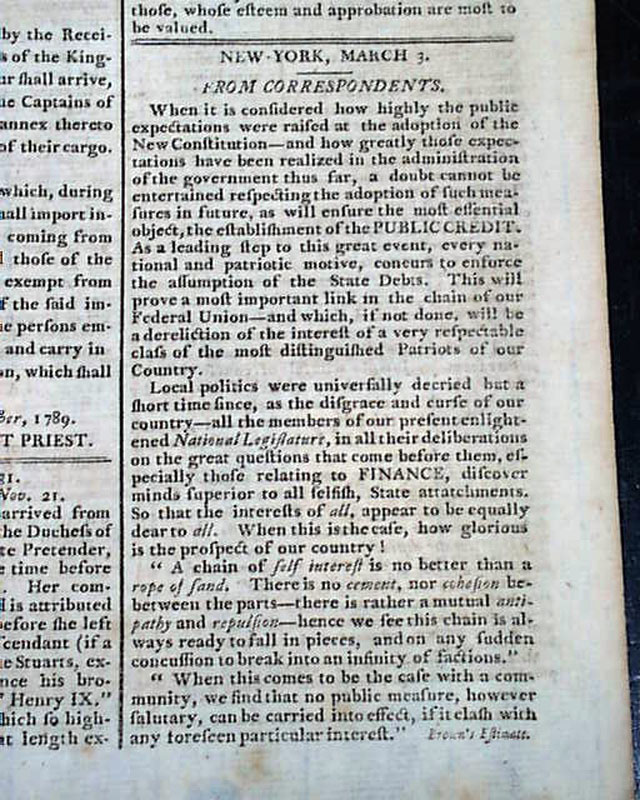 by the Recei-
s of the King-
ur ſhall arrive,
he Captains of
annex thereto
of their cargo.
which, during
hall import in-
coming from
thoſe of the
exempt from
f the ſaid im-
he perſons em-
and carry in
on, which ſhall
ber, 1789.
T PRIEST.
31.
Nov. 21.
arrived from
the Ducheſs of
te Pretender,
e time before
. Her com-
d is attributed
before ſhe left
ſcendant (if a
e Stuarts, ex-
nce his bro-
" Henry IX."
hich ſo high-
at length ex-
thoſe, whoſe eſteem and approbation are moſt to
be valued.
NEW-YORK, MARCH 3.
FROM CORRESPONDENTS.
When it is conſidered how highly the public
expectations were raiſed at the adoption of the
New Conſtitution—and how greatly thoſe expec-
tations have been realized in the adminiſtration
of the government thus far, a doubt cannot be
entertained reſpecting the adoption of ſuch mea-
ſures in future, as will enſure the moſt eſſential
object, the eſtabliſhment of the PUBLIC CREDIT.
As a leading ſtep to this great event, every na-
tional and patriotic motive, concurs to enforce
the aſſumption of the State Debts. This will
prove a moſt important link in the chain of our
Federal Union—and which, if not done, will be
a dereliction of the intereſt of a very reſpectable
claſs of the moſt diſtinguiſhed Patriots of our
Country.
Local politics were univerſally decried but a
ſhort time ſince, as the diſgrace and curſe of our
country—all the members of our preſent enlight-
ened National Legiſlature, in all their deliberations
on the great queſtions that come before them, eſ-
pecially thoſe relating to FINANCE, diſcover
minds ſuperior to all ſelfiſh, State attatchments.
So that the intereſts of all, appear to be equally
dear to all. When this is the caſe, how glorious
is the proſpect of our country!
" A chain of ſelf intereſt is no better than a
rope of ſand. There is no cement, nor coheſion be-
between the parts—there is rather a mutual anti-
pathy and repulſion—hence we ſee this chain is al-
ways ready to fall in pieces, and on any ſudden
concuſſion to break into an infinity of factions."
" When this comes to be the caſe with a com-
munity, we find that no public meaſure, however
ſalutary, can be carried into effect, if it claſh with
any foreſeen particular intereſt." Brown's Eſtimate.